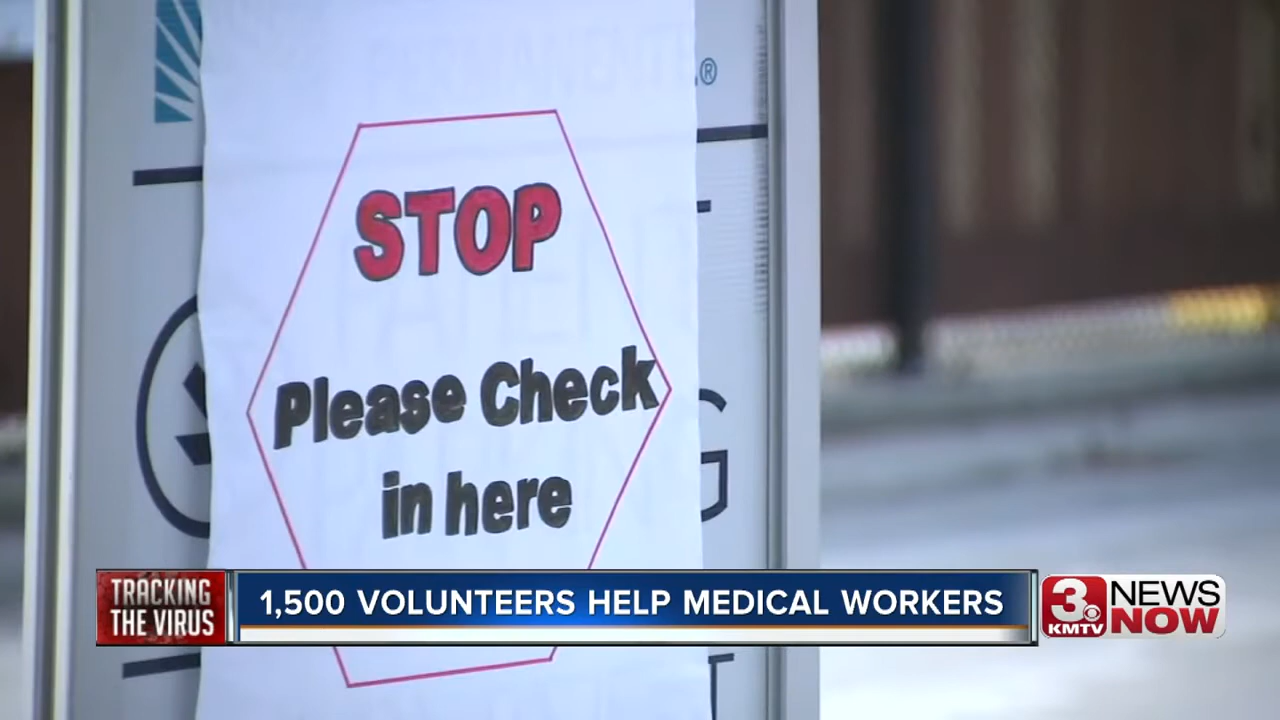 ®
STOP
Please Check
in here
G
TRACKING
THE VIRUS
1,500 VOLUNTEERS HELP MEDICAL WORKERS
3
KMTV
NEWS
NOW